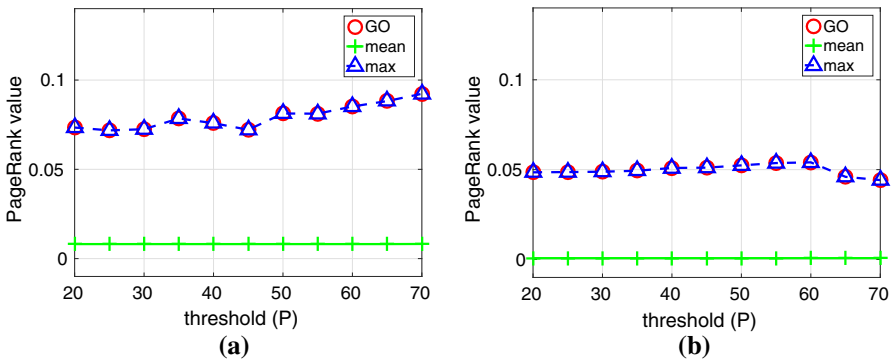 GO
mean
max
0.1
0.05
0
PageRank value
20 30 40 50 60 70
threshold (P)
(a)
GO
mean
max
0.1
0.05
0
PageRank value
20 30 40 50 60 70
threshold (P)
(b)